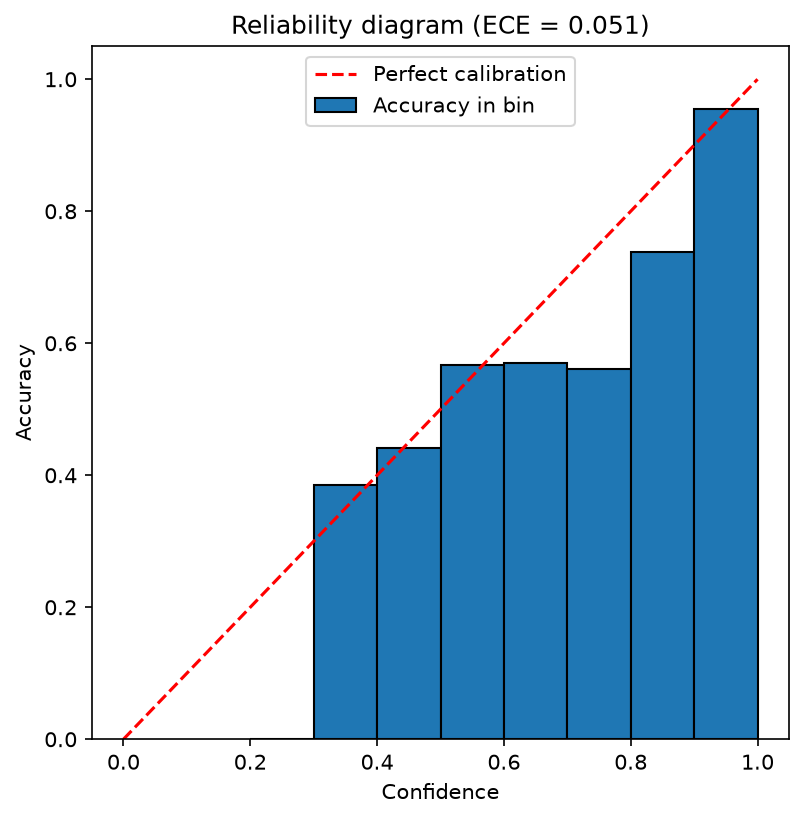 Reliability diagram (ECE = 0.051)
Perfect calibration
Accuracy in bin
Accuracy
1.0
0.8
0.6
0.4
0.2
0.0
0.0 0.2 0.4 0.6 0.8 1.0
Confidence